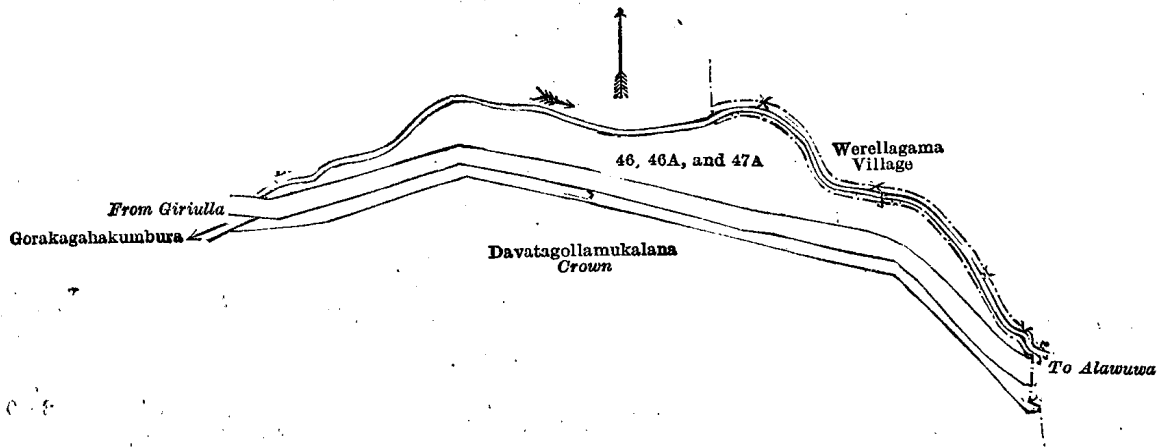 46, 46A, and 47A
Werellagama
Village
From Giriulla
Gorakagahakumbura
Davatagollamukalana
Crown
To Alawuwa